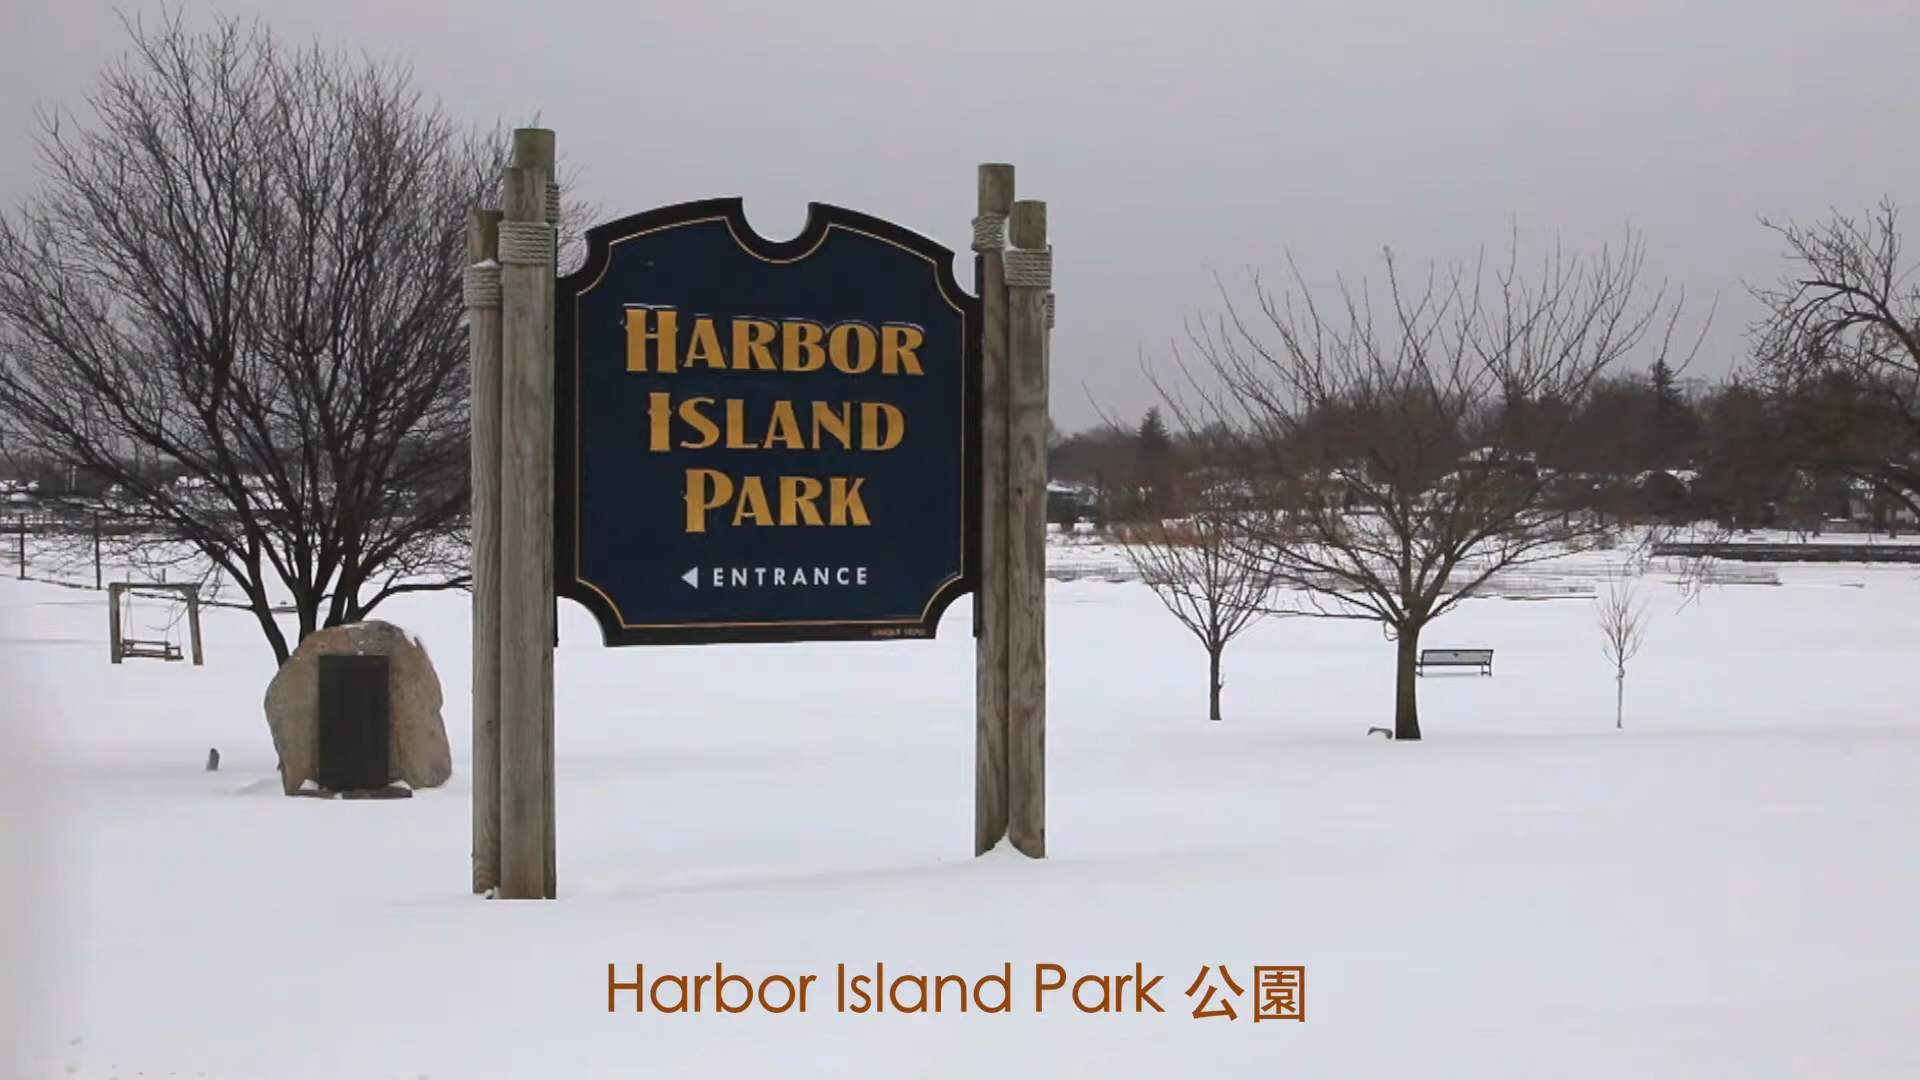 HARBOR
ISLAND
PARK
ENTRANCE
Harbor Island Park 公園